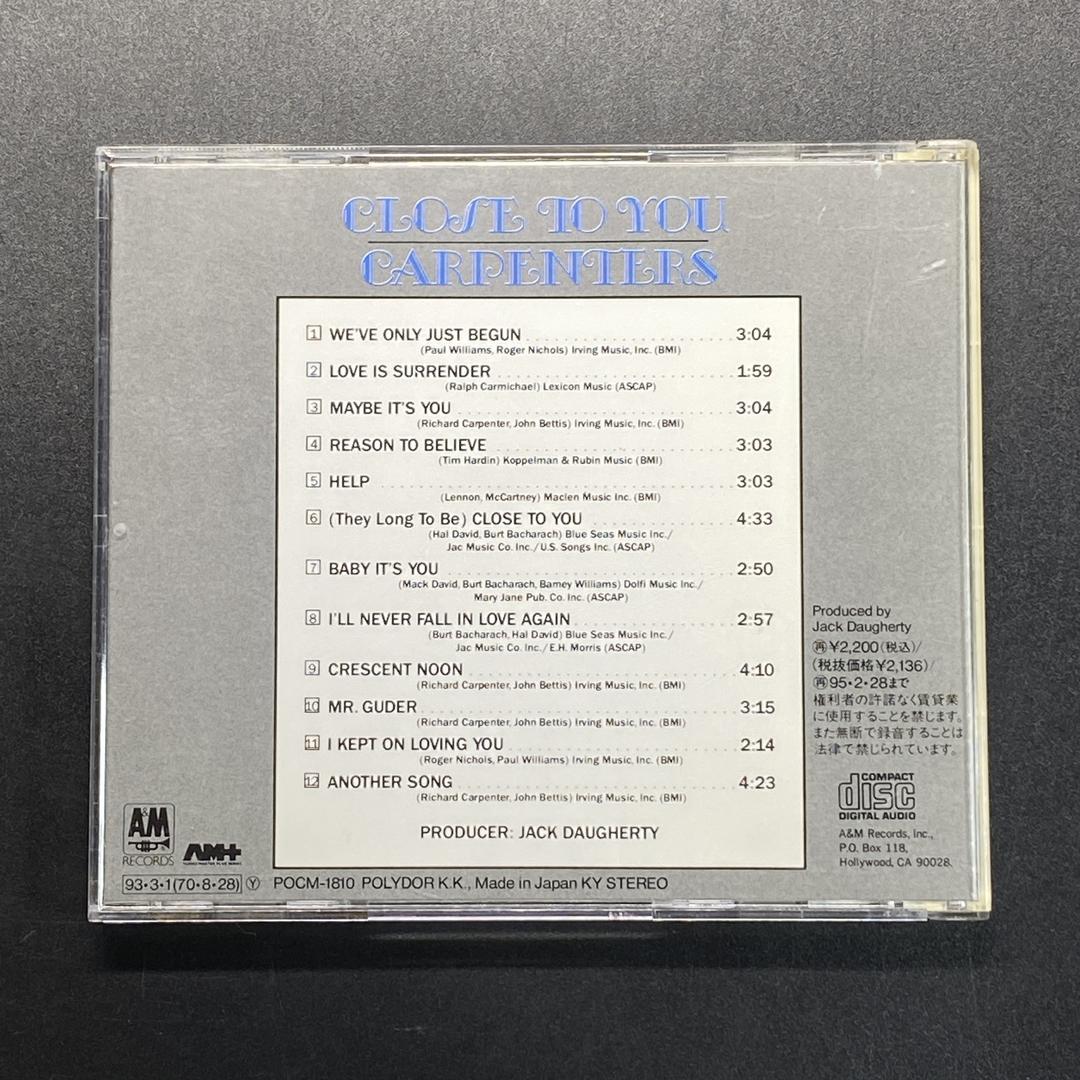 CLOSE TO YOU
CARPENTERS
1 WE'VE ONLY JUST BEGUN 3:04
(Paul Williams, Roger Nichols) Irving Music, Inc. (BMI)
2 LOVE IS SURRENDER 1:59
(Ralph Carmichael) Lexicon Music (ASCAP)
3 MAYBE IT'S YOU 3:04
(Richard Carpenter, John Bettis) Irving Music, Inc. (BMI)
4 REASON TO BELIEVE 3:03
(Tim Hardin) Koppelman & Rubin Music (BMI)
5 HELP 3:03
(Lennon, McCartney) Maclen Music Inc. (BMI)
6 (They Long To Be) CLOSE TO YOU 4:33
(Hal David, Burt Bacharach) Blue Seas Music Inc./
Jac Music Co. Inc./U.S. Songs Inc. (ASCAP)
7 BABY IT'S YOU 2:50
(Mack David, Burt Bacharach, Barney Williams) Dolfi Music Inc./
Mary Jane Pub. Co. Inc. (ASCAP)
8 I'LL NEVER FALL IN LOVE AGAIN 2:57
(Burt Bacharach, Hal David) Blue Seas Music Inc./
Jac Music Co. Inc./E.H. Morris (ASCAP)
9 CRESCENT NOON 4:10
(Richard Carpenter, John Bettis) Irving Music, Inc. (BMI)
10 MR. GUDER 3:15
(Richard Carpenter, John Bettis) Irving Music, Inc. (BMI)
11 I KEPT ON LOVING YOU 2:14
(Roger Nichols, Paul Williams) Irving Music, Inc. (BMI)
12 ANOTHER SONG 4:23
(Richard Carpenter, John Bettis) Irving Music, Inc. (BMI)
PRODUCER: JACK DAUGHERTY
Produced by
Jack Daugherty
再¥2,200(税込)/
(税抜価格¥2,136)/
再95・2・28まで
権利者の許諾なく賃貸業
に使用することを禁じます。
また無断で録音することは
法律で禁じられています。
COMPACT
disc
DIGITAL AUDIO
A&M Records, Inc.,
P.O. Box 118,
Hollywood, CA 90028.
A&M
RECORDS
AM+
93・3・1(70・8・28) Ⓨ POCM-1810 POLYDOR K.K., Made in Japan KY STEREO